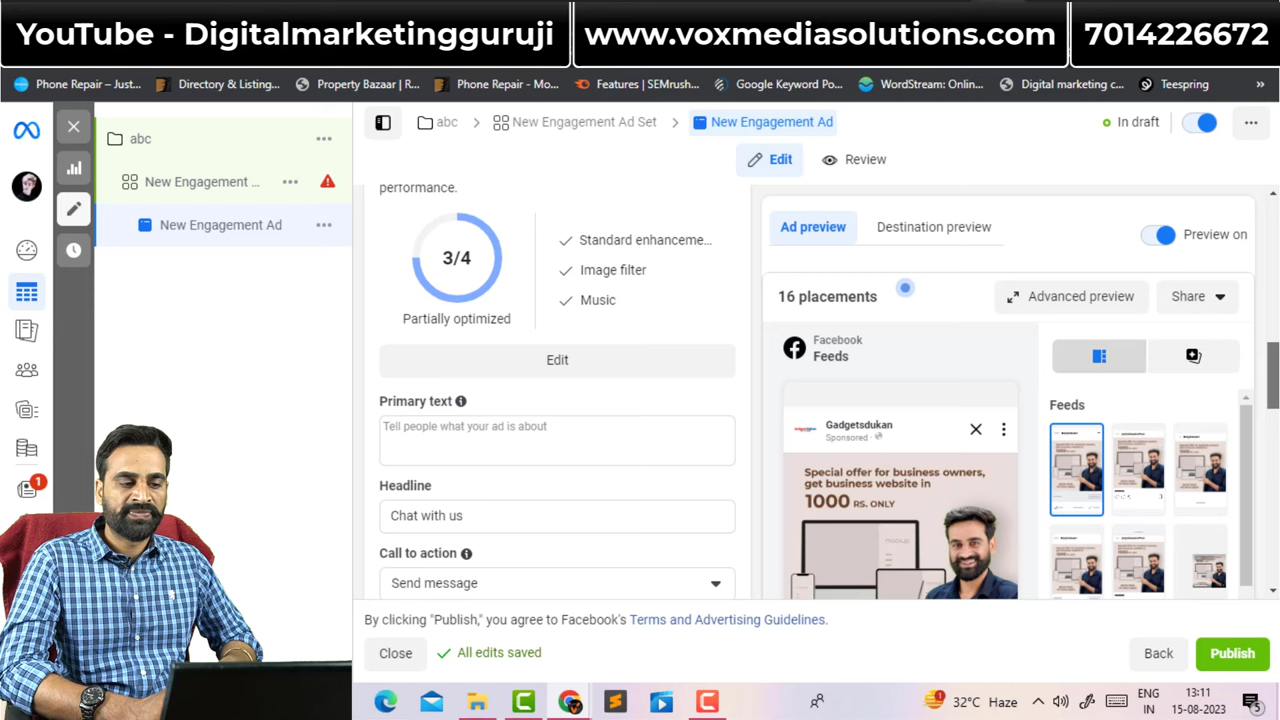 YouTube - Digitalmarketingguruji
www.voxmediasolutions.com
7014226672
Phone Repair – Just...
Directory & Listing...
Property Bazaar | R...
Phone Repair - Mo...
Features | SEMrush...
Google Keyword Po...
WordStream: Onlin...
Digital marketing c...
Teespring
»
abc
New Engagement ...
New Engagement Ad
abc > New Engagement Ad Set > New Engagement Ad
In draft
Edit
Review
performance.
3/4
Partially optimized
Standard enhanceme...
Image filter
Music
Edit
Primary text
Tell people what your ad is about
Headline
Chat with us
Call to action
Send message
Ad preview
Destination preview
Preview on
16 placements
Advanced preview
Share
Facebook
Feeds
Gadgetsdukan
Sponsored ·
Special offer for business owners,
get business website in
1000 RS. ONLY
Feeds
By clicking "Publish," you agree to Facebook's Terms and Advertising Guidelines.
Close
All edits saved
Back
Publish
1
1
32°C Haze
ENG
IN
13:11
15-08-2023
5